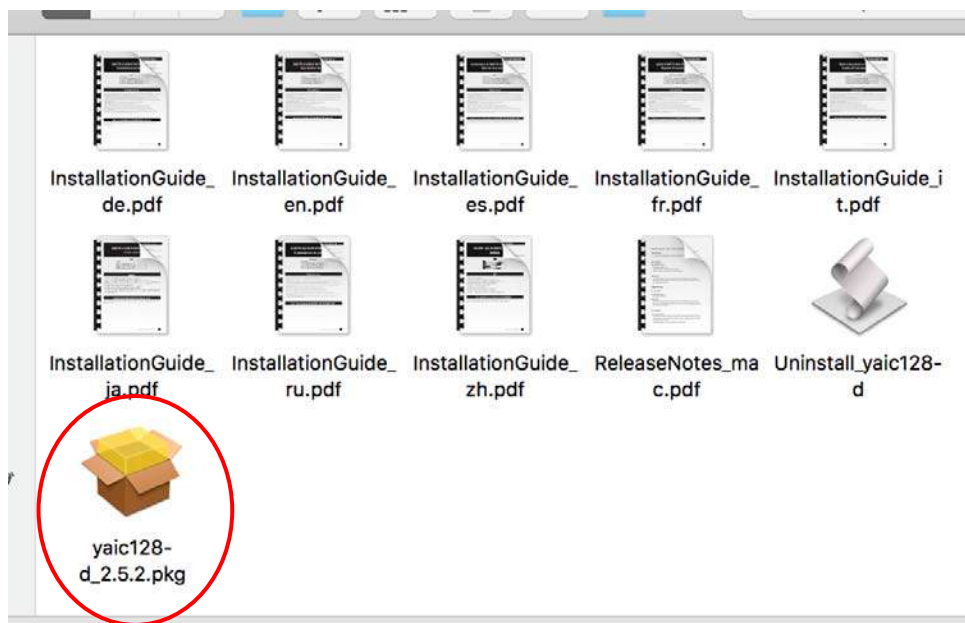 InstallationGuide_ InstallationGuide_ InstallationGuide_ InstallationGuide_ InstallationGuide_i
de.pdf en.pdf es.pdf fr.pdf t.pdf
InstallationGuide_ InstallationGuide_ InstallationGuide_ ReleaseNotes_ma Uninstall_yaic128-
ja.pdf ru.pdf zh.pdf c.pdf d
yaic128-
d_2.5.2.pkg